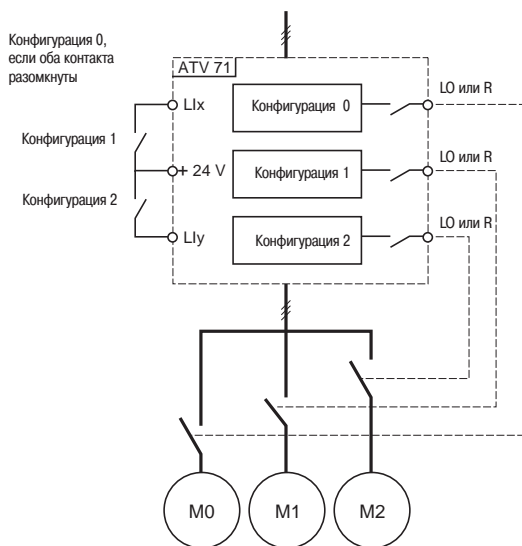 Конфигурация 0,
если оба контакта
разомкнуты
ATV 71
LIx
Конфигурация 0
LO или R
Конфигурация 1
+ 24 V
Конфигурация 1
LO или R
Конфигурация 2
LIy
Конфигурация 2
LO или R
M0
M1
M2